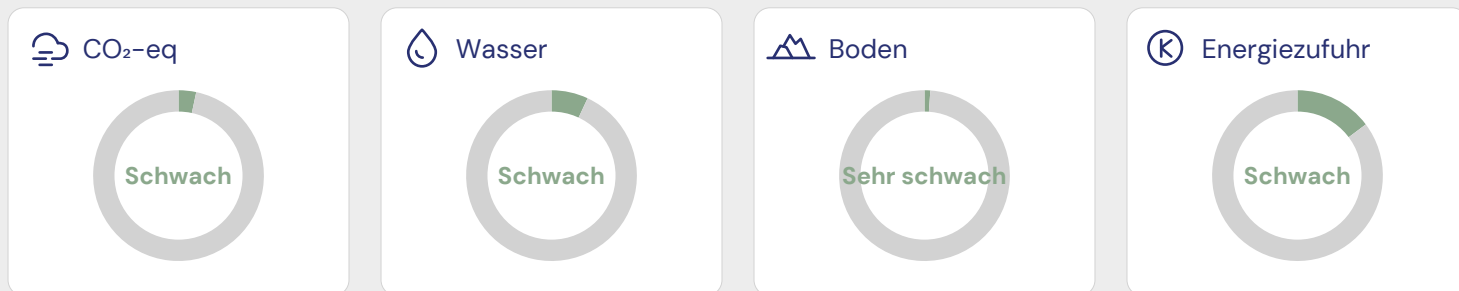 CO₂-eq
Wasser
Boden
Energiezufuhr
Schwach
Schwach
Sehr schwach
Schwach